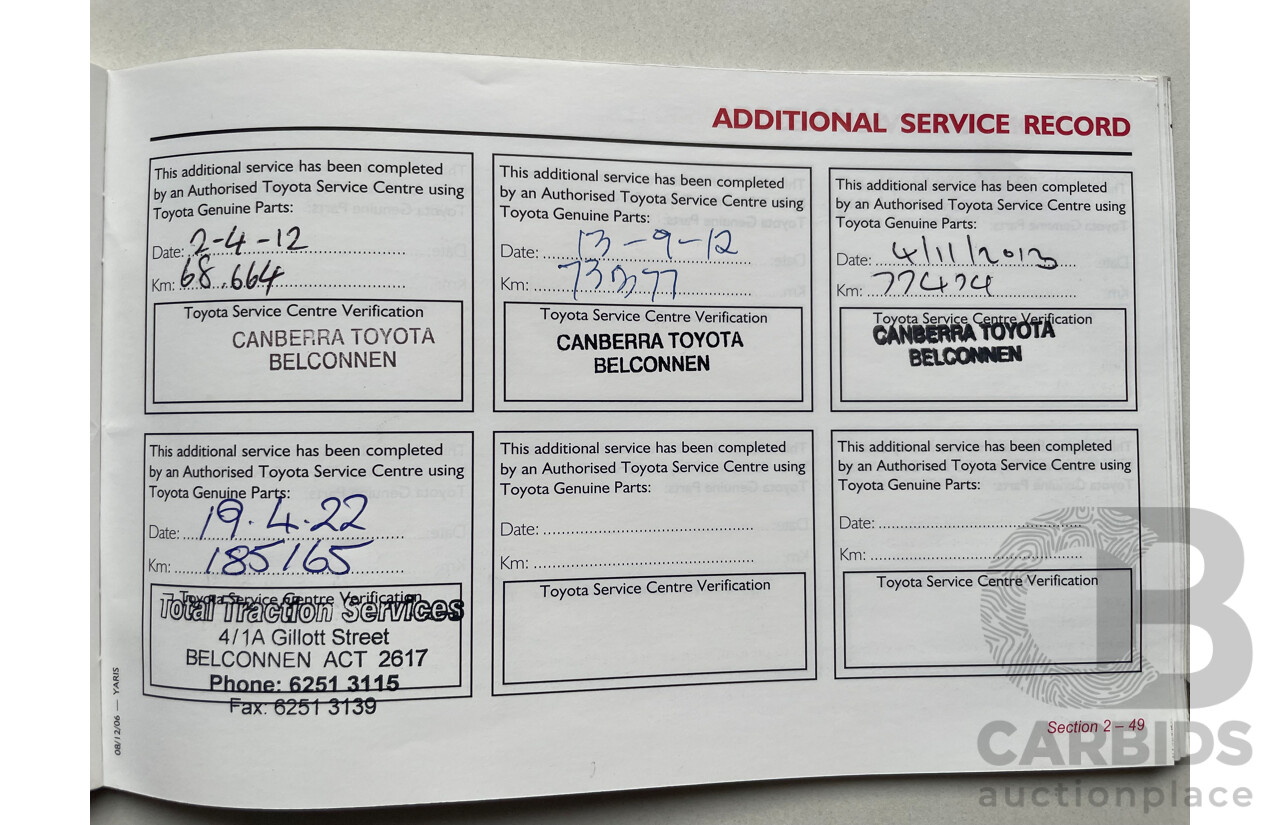 ADDITIONAL SERVICE RECORD
This additional service has been completed
by an Authorised Toyota Service Centre using
Toyota Genuine Parts:
Date: 2-4-12
Km: 68.664
Toyota Service Centre Verification
CANBERRA TOYOTA
BELCONNEN
This additional service has been completed
by an Authorised Toyota Service Centre using
Toyota Genuine Parts:
Date: 13-9-12
Km: 73377
Toyota Service Centre Verification
CANBERRA TOYOTA
BELCONNEN
This additional service has been completed
by an Authorised Toyota Service Centre using
Toyota Genuine Parts:
Date: 4/11/2013
Km: 77474
Toyota Service Centre Verification
CANBERRA TOYOTA
BELCONNEN
This additional service has been completed
by an Authorised Toyota Service Centre using
Toyota Genuine Parts:
Date: 19.4.22
Km: 185165
Toyota Service Centre Verification
Total Traction Services
4/1A Gillott Street
BELCONNEN ACT 2617
Phone: 6251 3115
Fax: 6251 3139
This additional service has been completed
by an Authorised Toyota Service Centre using
Toyota Genuine Parts:
Date:
Km:
Toyota Service Centre Verification
This additional service has been completed
by an Authorised Toyota Service Centre using
Toyota Genuine Parts:
Date:
Km:
Toyota Service Centre Verification
08/12/06 — YARIS
Section 2 – 49
CARBIDS
auctionplace